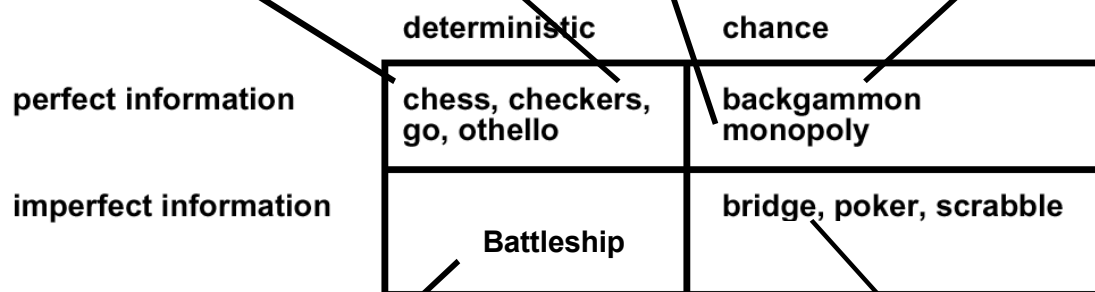 deterministic chance
perfect information chess, checkers, backgammon
go, othello monopoly
imperfect information bridge, poker, scrabble
Battleship